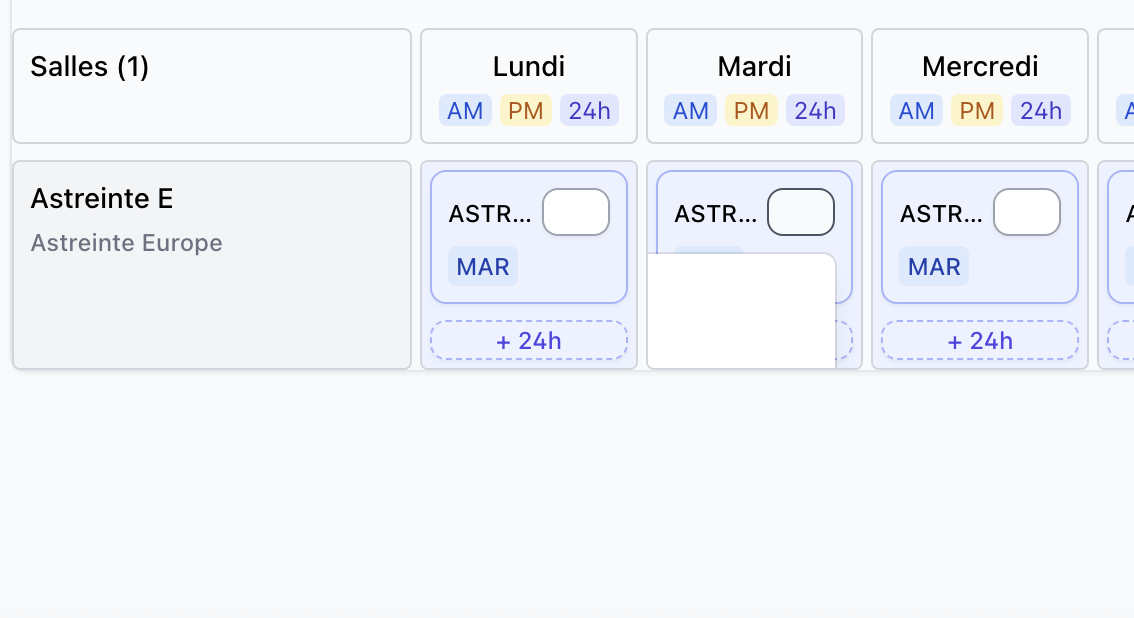 Salles (1)
Lundi
Mardi
Mercredi
AM PM 24h
AM PM 24h
AM PM 24h
Astreinte E
Astreinte Europe
ASTR...
ASTR...
ASTR...
MAR
MAR
+ 24h
+ 24h